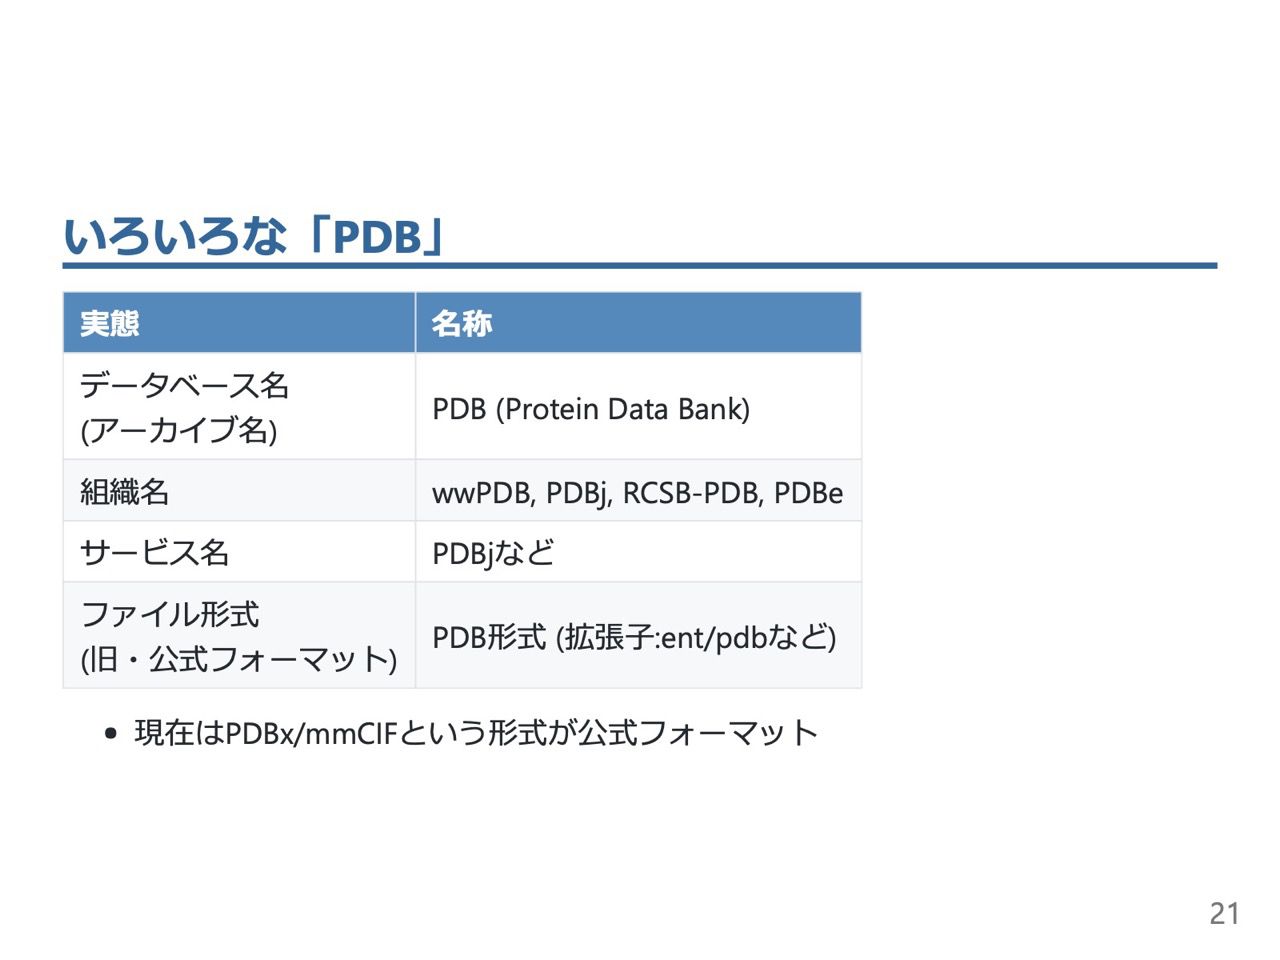 いろいろな「PDB」
実態
名称
データベース名
(アーカイブ名)
PDB (Protein Data Bank)
組織名
wwPDB, PDBj, RCSB-PDB, PDBe
サービス名
PDBjなど
ファイル形式
(旧・公式フォーマット)
PDB形式 (拡張子:ent/pdbなど)
• 現在はPDBx/mmCIFという形式が公式フォーマット
21